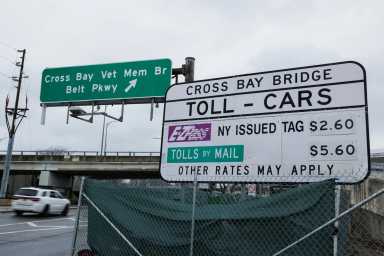 Cross Bay Vet Mem Br
Belt Pkwy
CROSS BAY BRIDGE
TOLL - CARS
E-ZPass NY ISSUED TAG $2.60
TOLLS BY MAIL $5.60
OTHER RATES MAY APPLY